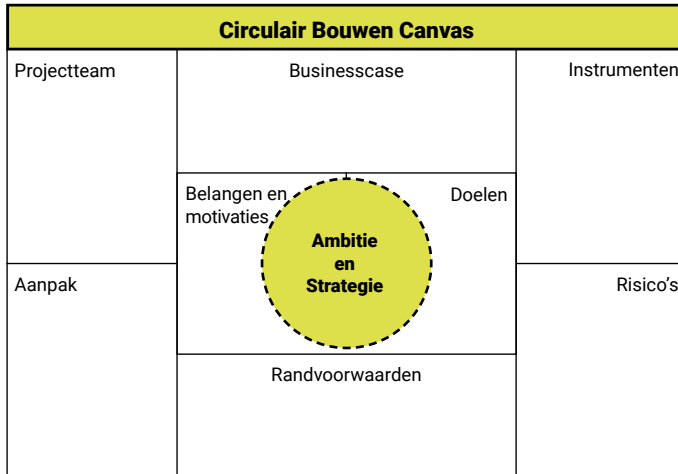 Circulair Bouwen Canvas
Projectteam
Businesscase
Instrumenten
Belangen en
motivaties
Doelen
Ambitie
en
Strategie
Aanpak
Risico’s
Randvoorwaarden